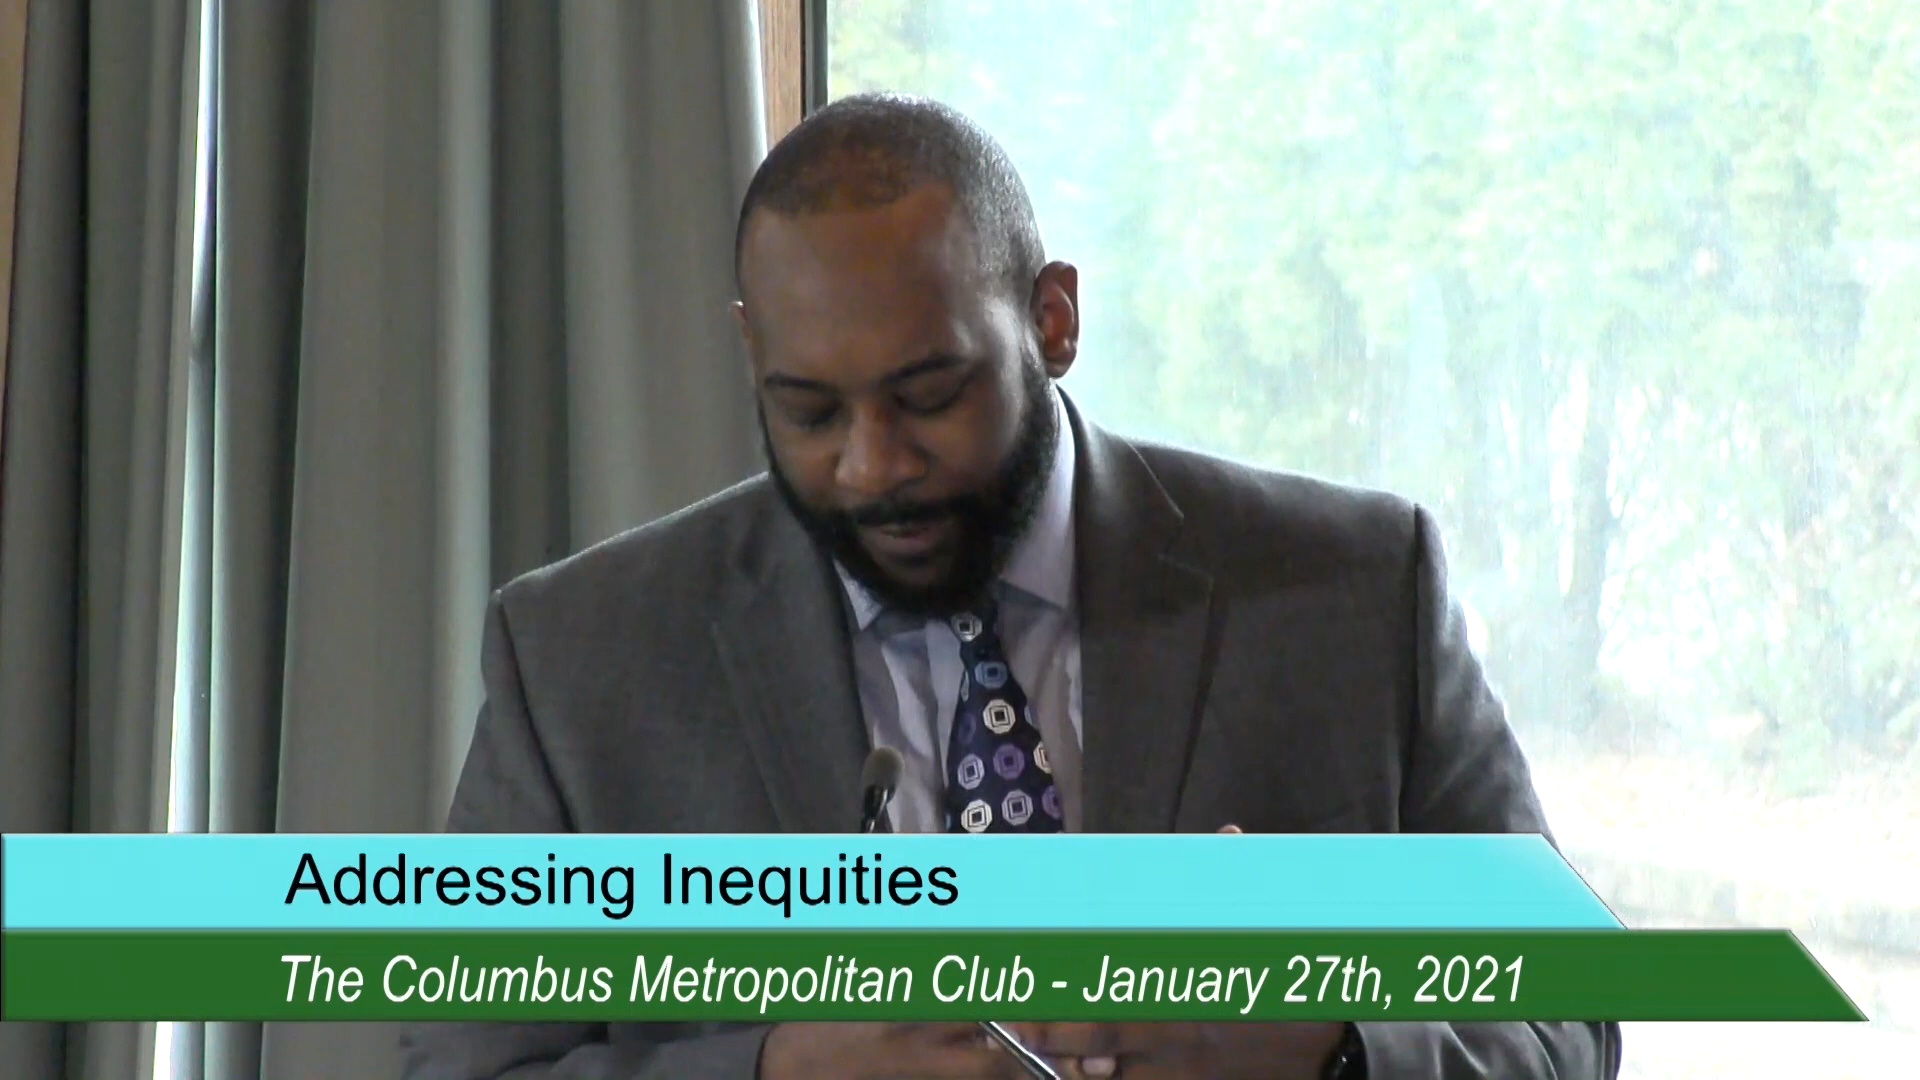 Addressing Inequities
The Columbus Metropolitan Club - January 27th, 2021